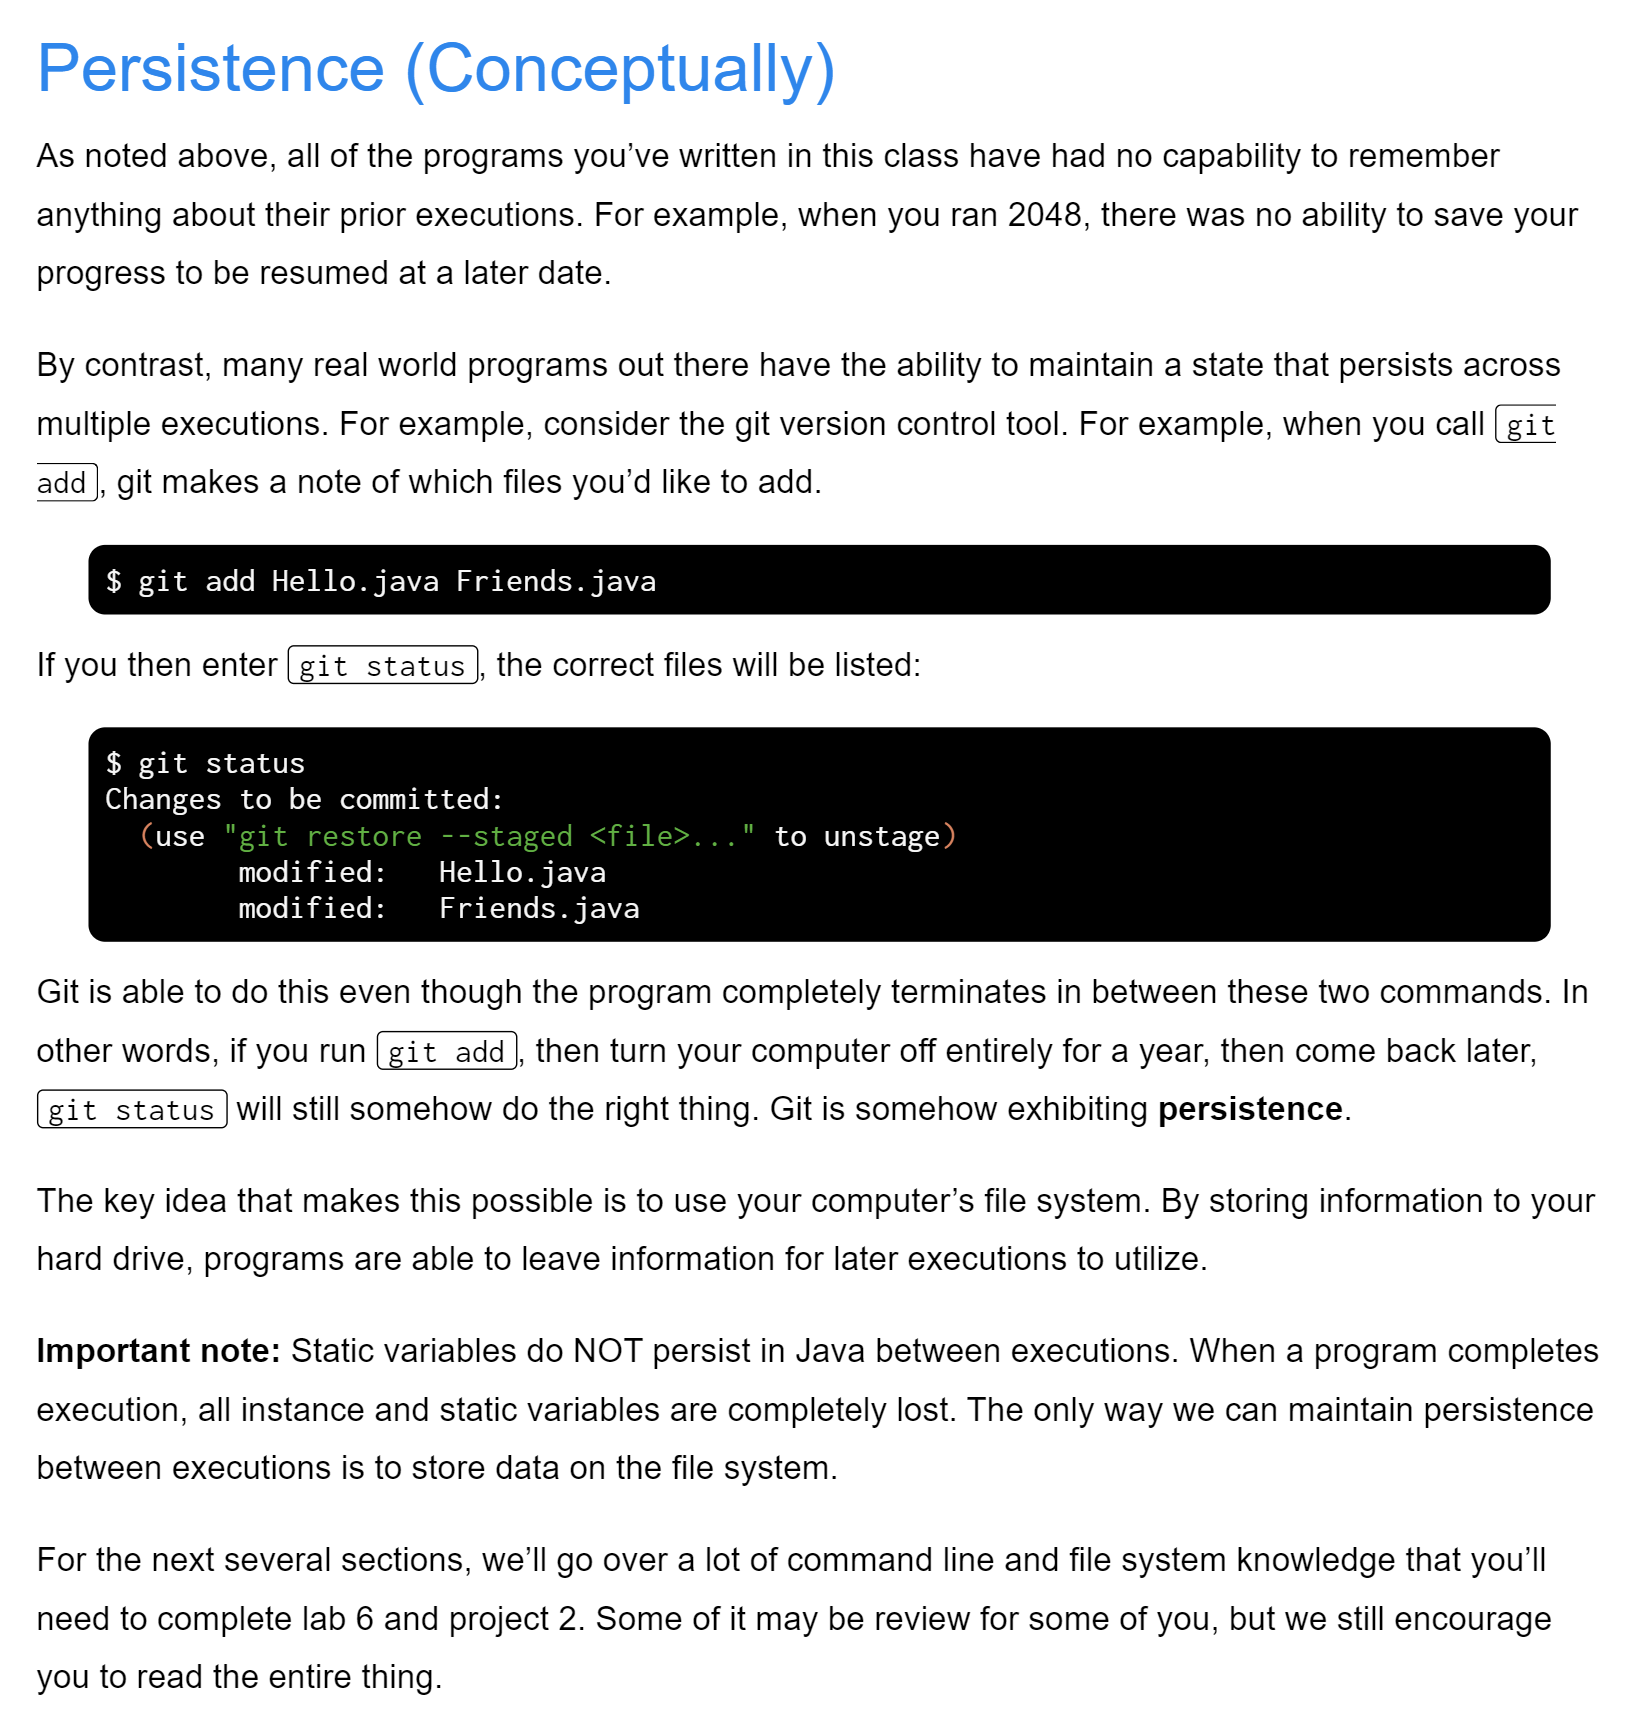 Persistence (Conceptually)
As noted above, all of the programs you’ve written in this class have had no capability to remember
anything about their prior executions. For example, when you ran 2048, there was no ability to save your
progress to be resumed at a later date.
By contrast, many real world programs out there have the ability to maintain a state that persists across
multiple executions. For example, consider the git version control tool. For example, when you call git
add, git makes a note of which files you’d like to add.
$ git add Hello.java Friends.java
If you then enter git status, the correct files will be listed:
$ git status
Changes to be committed:
  (use "git restore --staged <file>..." to unstage)
        modified:   Hello.java
        modified:   Friends.java
Git is able to do this even though the program completely terminates in between these two commands. In
other words, if you run git add, then turn your computer off entirely for a year, then come back later,
git status will still somehow do the right thing. Git is somehow exhibiting persistence.
The key idea that makes this possible is to use your computer’s file system. By storing information to your
hard drive, programs are able to leave information for later executions to utilize.
Important note: Static variables do NOT persist in Java between executions. When a program completes
execution, all instance and static variables are completely lost. The only way we can maintain persistence
between executions is to store data on the file system.
For the next several sections, we’ll go over a lot of command line and file system knowledge that you’ll
need to complete lab 6 and project 2. Some of it may be review for some of you, but we still encourage
you to read the entire thing.